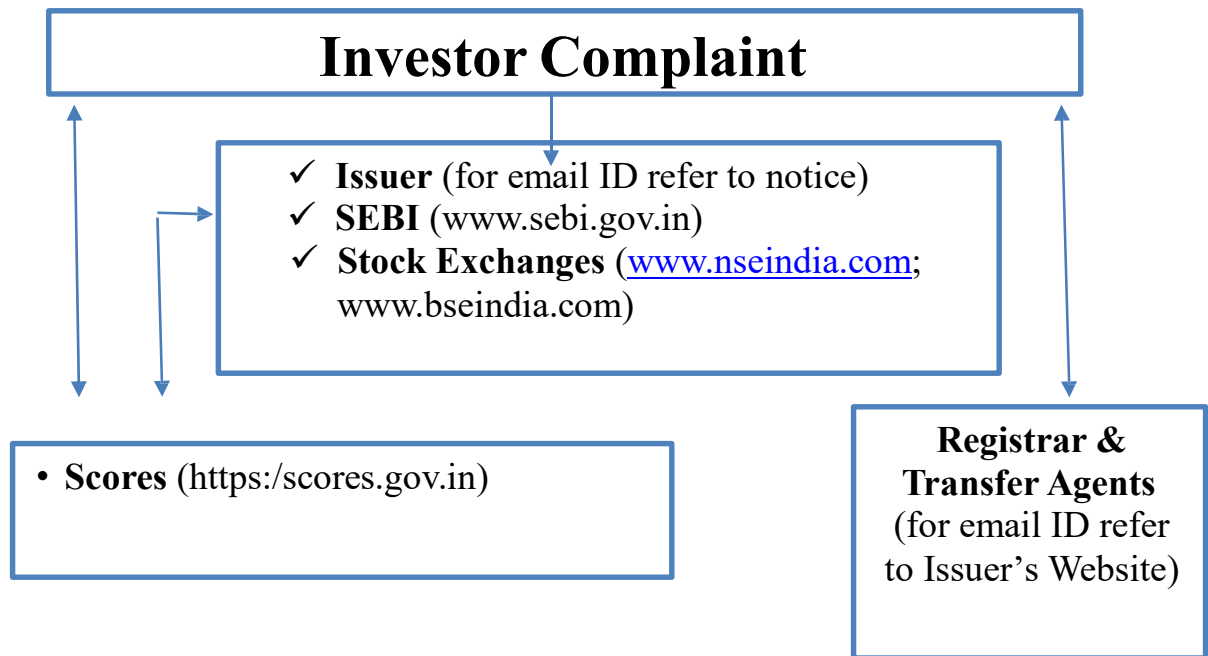 Investor Complaint
✓ Issuer (for email ID refer to notice)
✓ SEBI (www.sebi.gov.in)
✓ Stock Exchanges (www.nseindia.com;
www.bseindia.com)
• Scores (https:/scores.gov.in)
Registrar &
Transfer Agents
(for email ID refer
to Issuer’s Website)